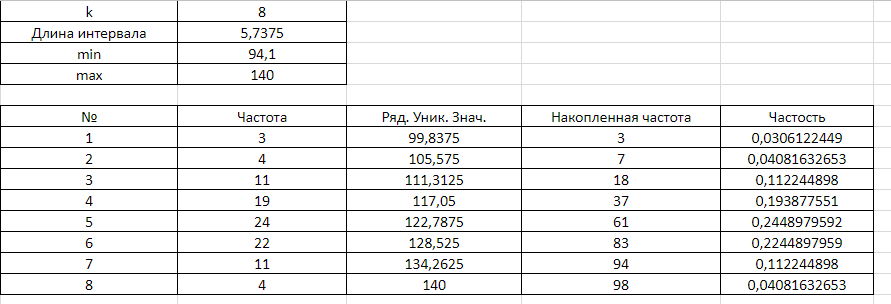 k 8
Длина интервала 5,7375
min 94,1
max 140
№ Частота Ряд. Уник. Знач. Накопленная частота Частость
1 3 99,8375 3 0,0306122449
2 4 105,575 7 0,04081632653
3 11 111,3125 18 0,112244898
4 19 117,05 37 0,193877551
5 24 122,7875 61 0,2448979592
6 22 128,525 83 0,2244897959
7 11 134,2625 94 0,112244898
8 4 140 98 0,04081632653